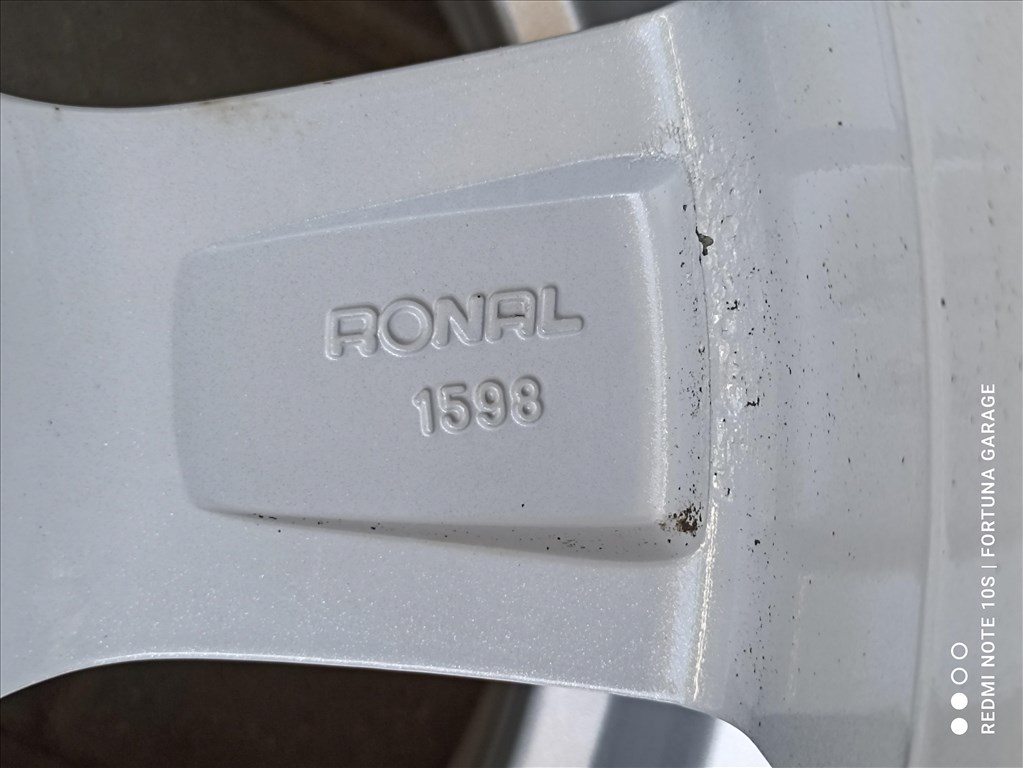 RONAL
1598
REDMI NOTE 10S | FORTUNA GARAGE